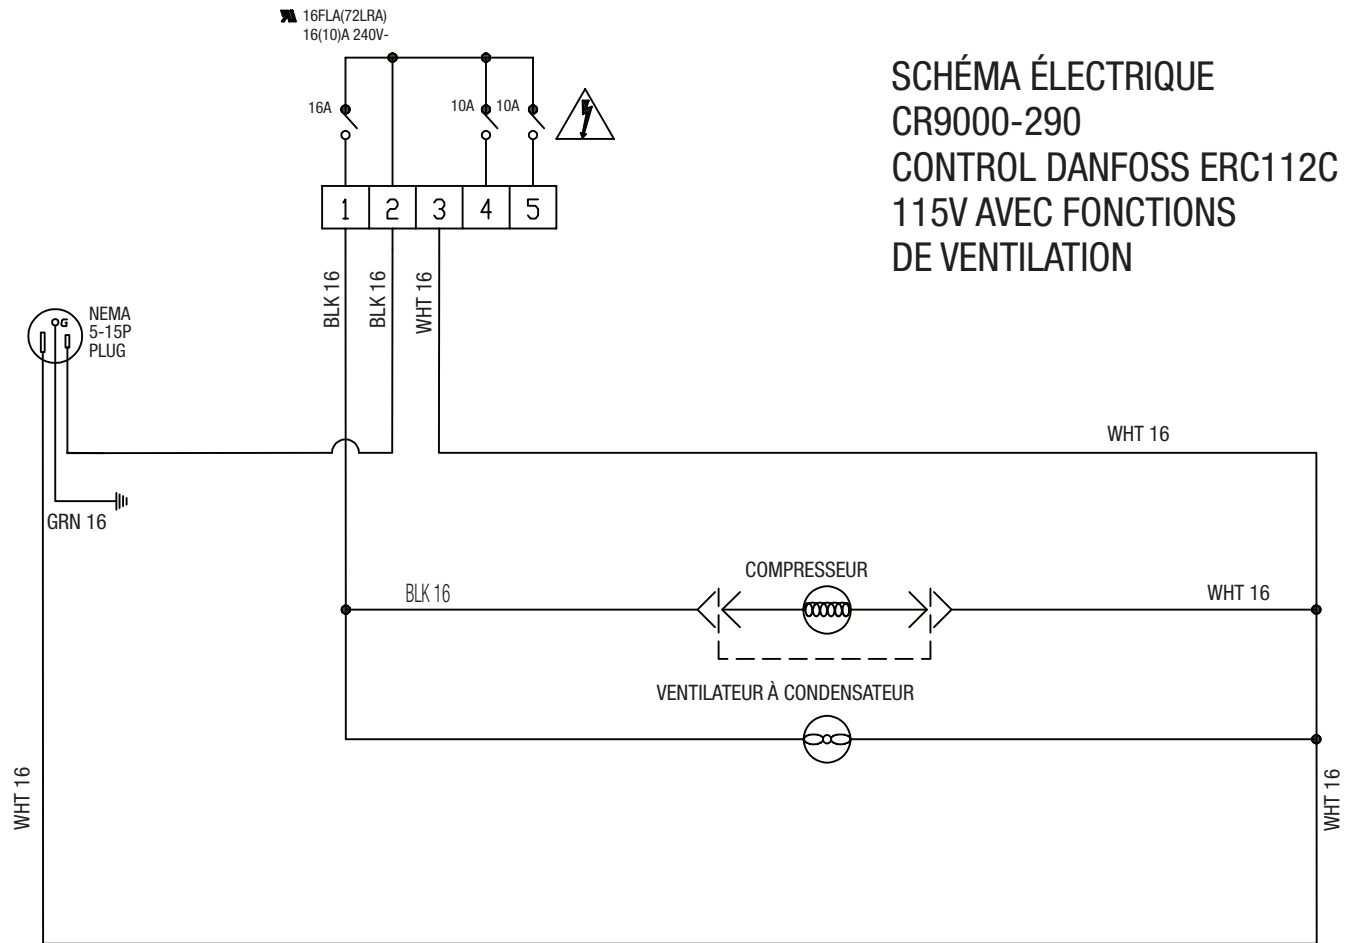 16FLA(72LRA)
16(10)A 240V-
SCHÉMA ÉLECTRIQUE
CR9000-290
CONTROL DANFOSS ERC112C
115V AVEC FONCTIONS
DE VENTILATION
16A
10A
10A
1
2
3
4
5
BLK 16
BLK 16
WHT 16
G
NEMA
5-15P
PLUG
WHT 16
GRN 16
COMPRESSEUR
BLK 16
WHT 16
VENTILATEUR À CONDENSATEUR
WHT 16
WHT 16